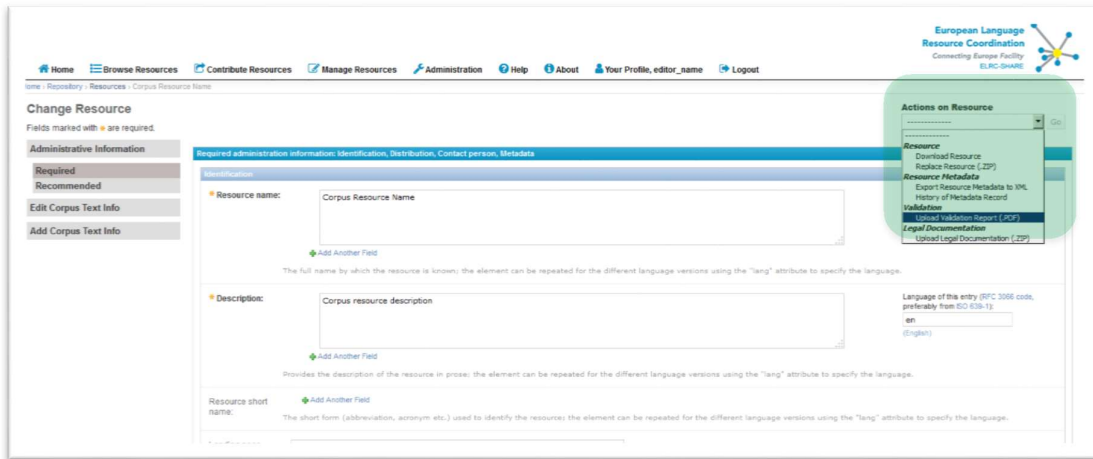 European Language
Resource Coordination
Connecting Europe Facility
ELRC-SHARE
Home Browse Resources Contribute Resources Manage Resources Administration Help About Your Profile, editor_name Logout
ome › Repository › Resources › Corpus Resource Name
Change Resource
Fields marked with are required.
Actions on Resource
------------- Go
-------------
Resource
Download Resource
Replace Resource (.ZIP)
Resource Metadata
Export Resource Metadata to XML
History of Metadata Record
Validation
Upload Validation Report (.PDF)
Legal Documentation
Upload Legal Documentation (.ZIP)
Administrative Information
Required
Recommended
Edit Corpus Text Info
Add Corpus Text Info
Required administration information: Identification, Distribution, Contact person, Metadata
Identification
Resource name:
Corpus Resource Name
Add Another Field
The full name by which the resource is known; the element can be repeated for the different language versions using the "lang" attribute to specify the language.
Description:
Corpus resource description
Language of this entry (RFC 3066 code,
preferably from ISO 639-1):
en
(English)
Add Another Field
Provides the description of the resource in prose; the element can be repeated for the different language versions using the "lang" attribute to specify the language.
Resource short
name:
Add Another Field
The short form (abbreviation, acronym etc.) used to identify the resource; the element can be repeated for the different language versions using the "lang" attribute to specify the language.